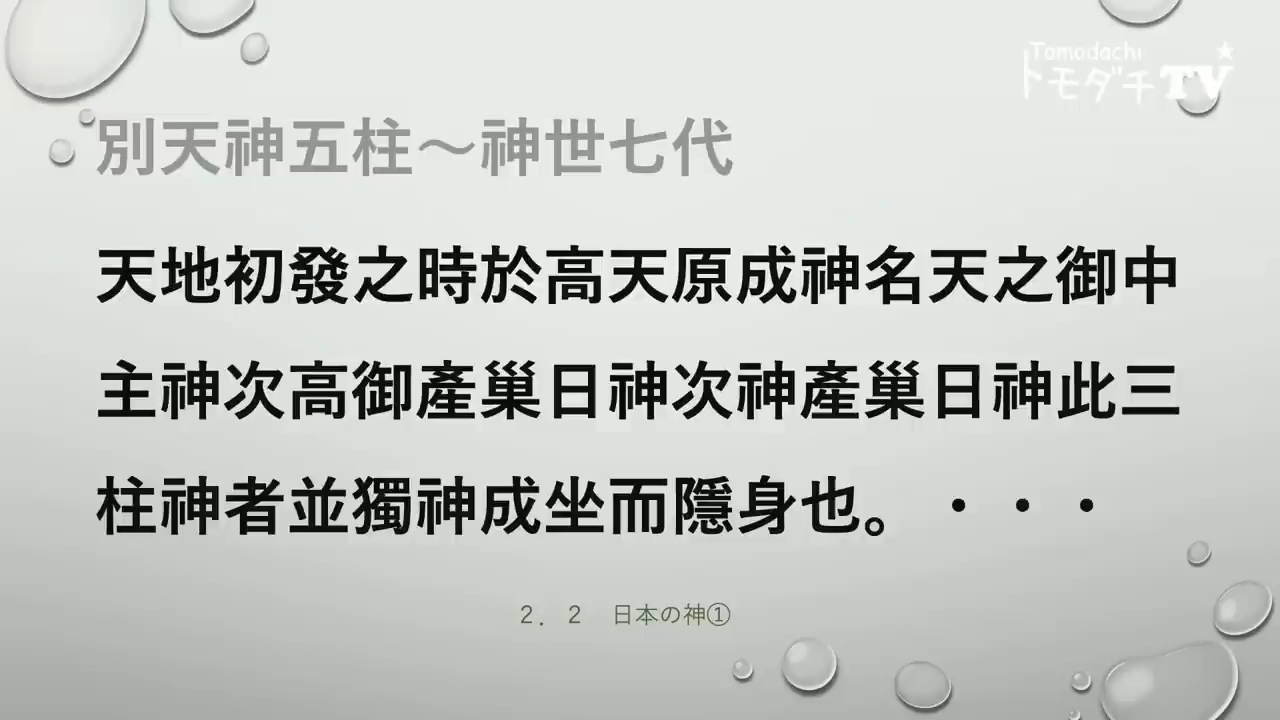 Tomodachi
トモダチTV
別天神五柱～神世七代
天地初發之時於高天原成神名天之御中
主神次高御產巢日神次神產巢日神此三
柱神者並獨神成坐而隱身也。・・・
２．２　日本の神①